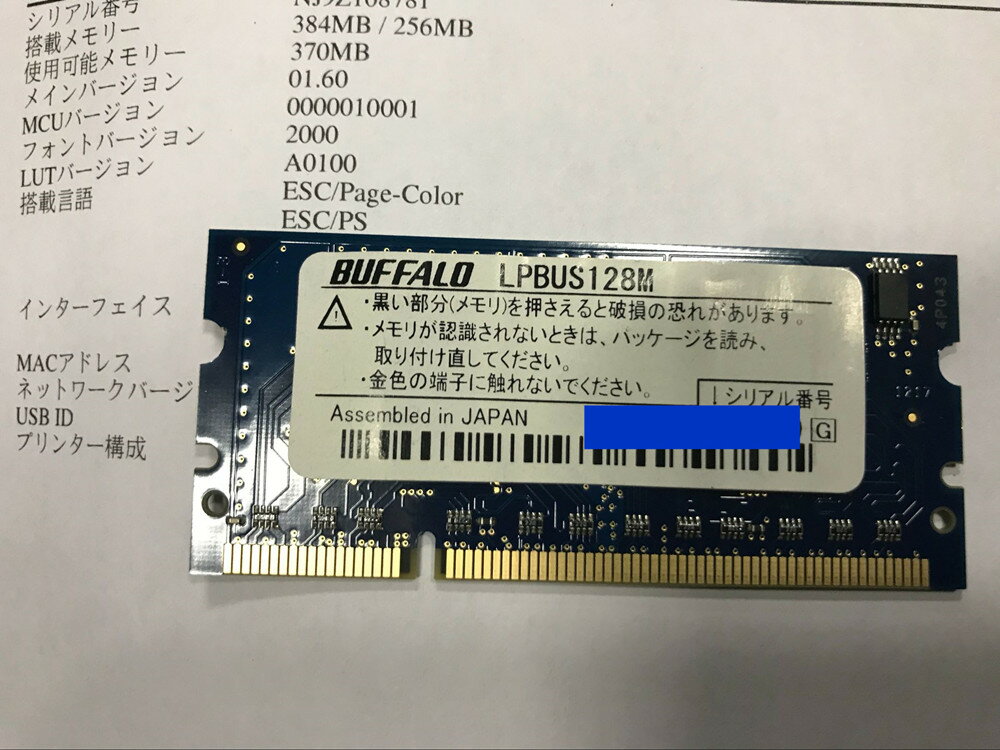 シリアル番号 NJ9Z108781
搭載メモリー 384MB / 256MB
使用可能メモリー 370MB
メインバージョン 01.60
MCUバージョン 0000010001
フォントバージョン 2000
LUTバージョン A0100
搭載言語 ESC/Page-Color
ESC/PS
インターフェイス
MACアドレス
ネットワークバージ
USB ID
プリンター構成
BUFFALO LPBUS128M
・黒い部分(メモリ)を押さえると破損の恐れがあります。
・メモリが認識されないときは、パッケージを読み、
取り付け直してください。
・金色の端子に触れないでください。
↓シリアル番号
Assembled in JAPAN
G
4P043
1217